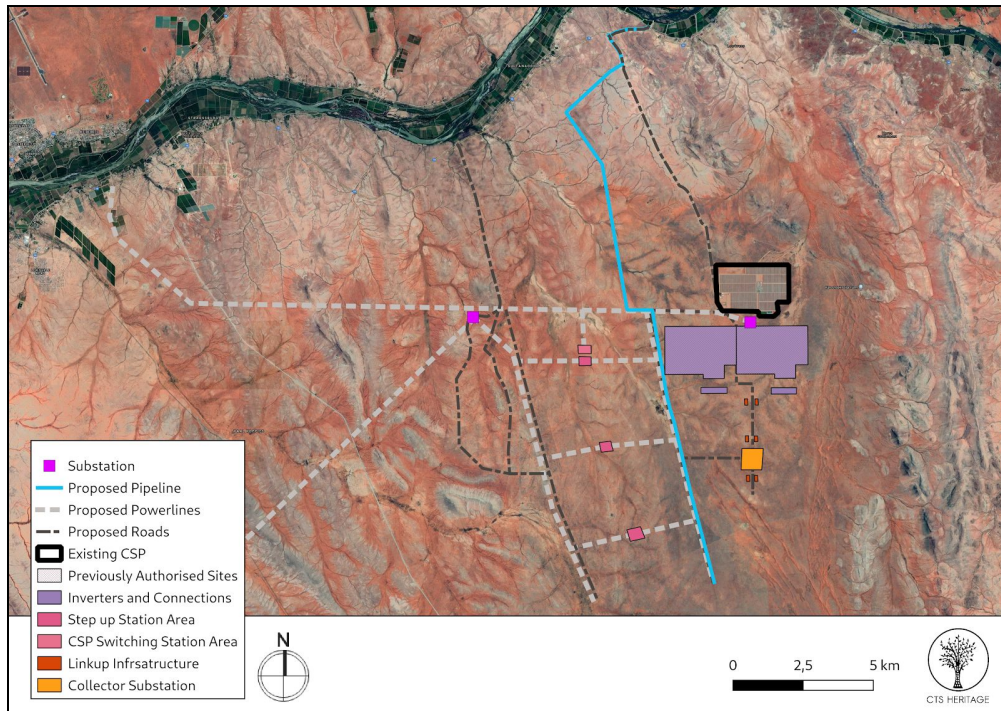 Substation
Proposed Pipeline
Proposed Powerlines
Proposed Roads
Existing CSP
Previously Authorised Sites
Inverters and Connections
Step up Station Area
CSP Switching Station Area
Linkup Infrsatructure
Collector Substation
N
0 2,5 5 km
CTS HERITAGE